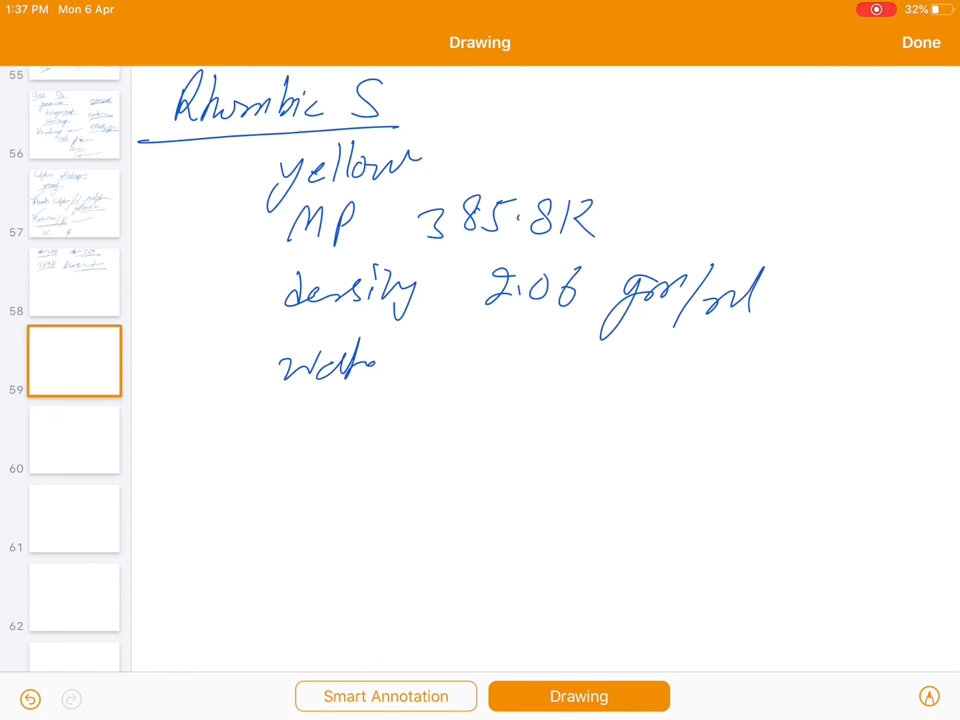 1:37 PM Mon 6 Apr 32%
Drawing
Done
55
56
57
58
59
60
61
62
Rhombic S
yellow
MP 385.8K
density 2.06 gm/ml
Smart Annotation
Drawing